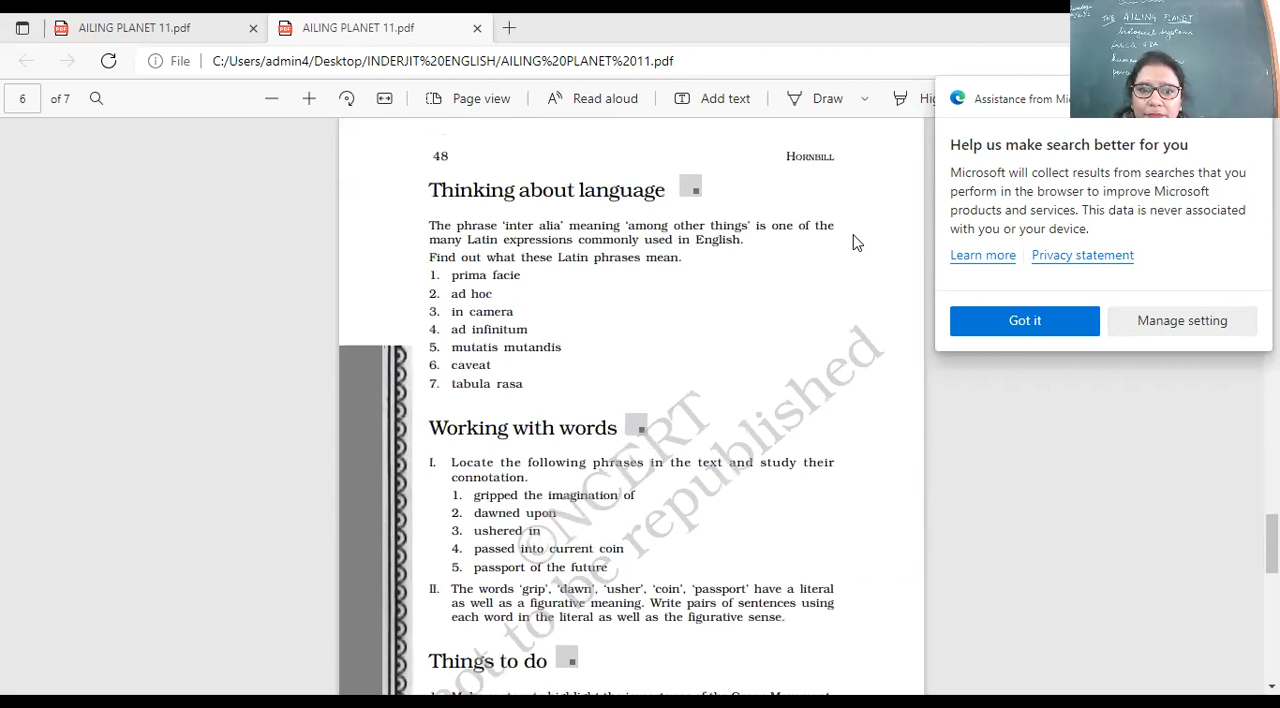 AILING PLANET 11.pdf
AILING PLANET 11.pdf
File C:/Users/admin4/Desktop/INDERJIT%20ENGLISH/AILING%20PLANET%2011.pdf
6 of 7 Page view Read aloud Add text Draw
THE AILING PLANET
biological systems
Assistance from Mi
Help us make search better for you
Microsoft will collect results from searches that you
perform in the browser to improve Microsoft
products and services. This data is never associated
with you or your device.
Learn more Privacy statement
Got it Manage setting
48 HORNBILL
Thinking about language
The phrase ‘inter alia’ meaning ‘among other things’ is one of the
many Latin expressions commonly used in English.
Find out what these Latin phrases mean.
1. prima facie
2. ad hoc
3. in camera
4. ad infinitum
5. mutatis mutandis
6. caveat
7. tabula rasa
Working with words
I. Locate the following phrases in the text and study their
connotation.
1. gripped the imagination of
2. dawned upon
3. ushered in
4. passed into current coin
5. passport of the future
II. The words ‘grip’, ‘dawn’, ‘usher’, ‘coin’, ‘passport’ have a literal
as well as a figurative meaning. Write pairs of sentences using
each word in the literal as well as the figurative sense.
Things to do
©NCERT
not to be republished